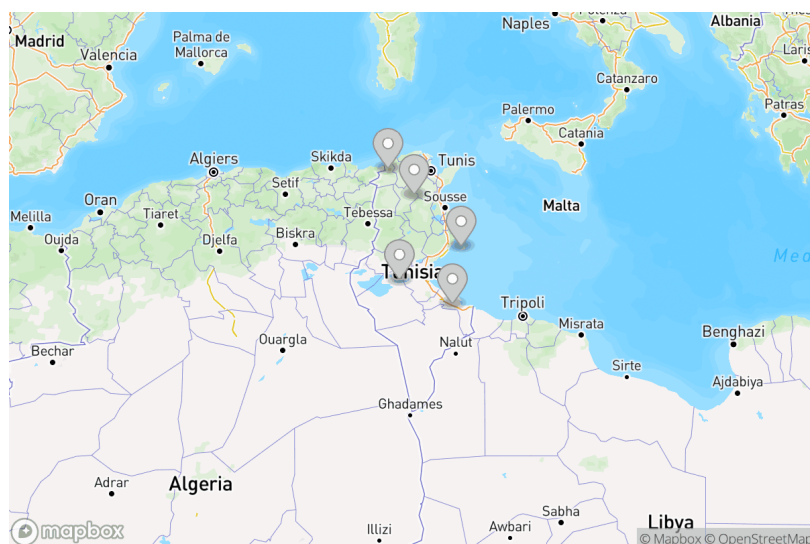 Naples
Potenza
Albania
Madrid
Palma de
Mallorca
Valencia
Laris
Catanzaro
Patras
Palermo
Catania
Skikda
Tunis
Algiers
Setif
Sousse
Malta
Oran
Tiaret
Tebessa
Melilla
Oujda
Djelfa
Biskra
Med
Tunisia
Tripoli
Misrata
Benghazi
Ouargla
Nalut
Bechar
Sirte
Ajdabiya
Ghadames
Adrar
Algeria
Sabha
Illizi
Awbari
Libya
mapbox
© Mapbox © OpenStreetMap